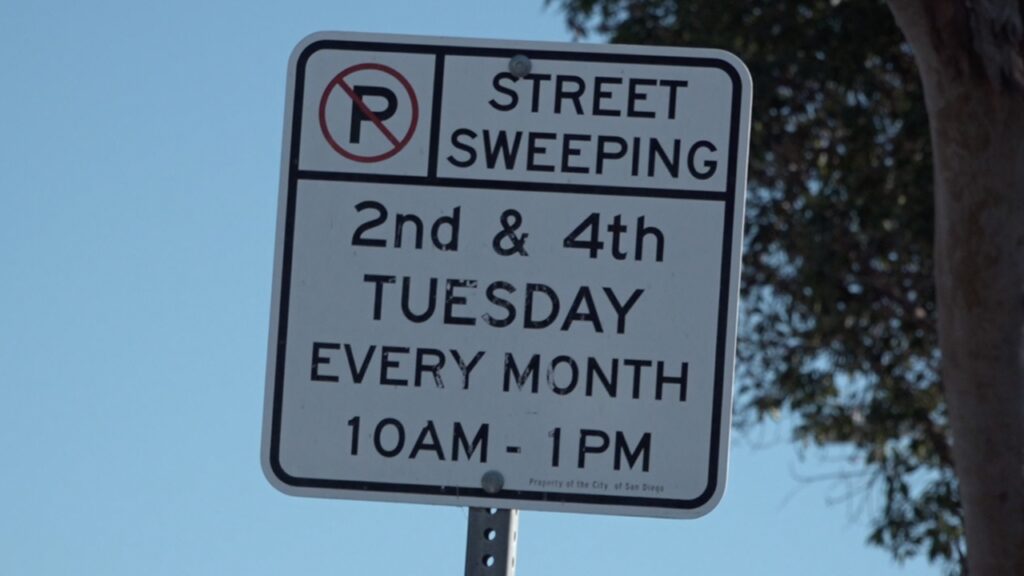 P
STREET
SWEEPING
2nd & 4th
TUESDAY
EVERY MONTH
10AM - 1PM
Property of the City of San Diego